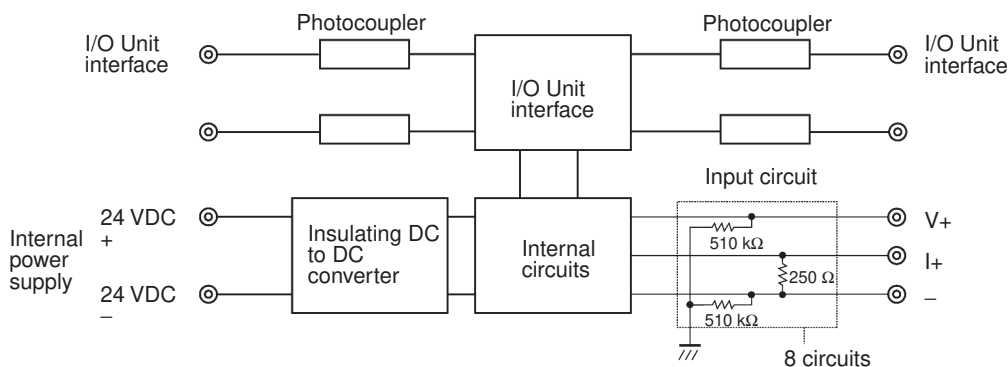 Photocoupler
Photocoupler
I/O Unit
interface
I/O Unit
interface
I/O Unit
interface
Input circuit
Internal
power
supply
24 VDC
+
24 VDC
–
Insulating DC
to DC
converter
Internal
circuits
510 kΩ
250 Ω
510 kΩ
V+
I+
–
8 circuits